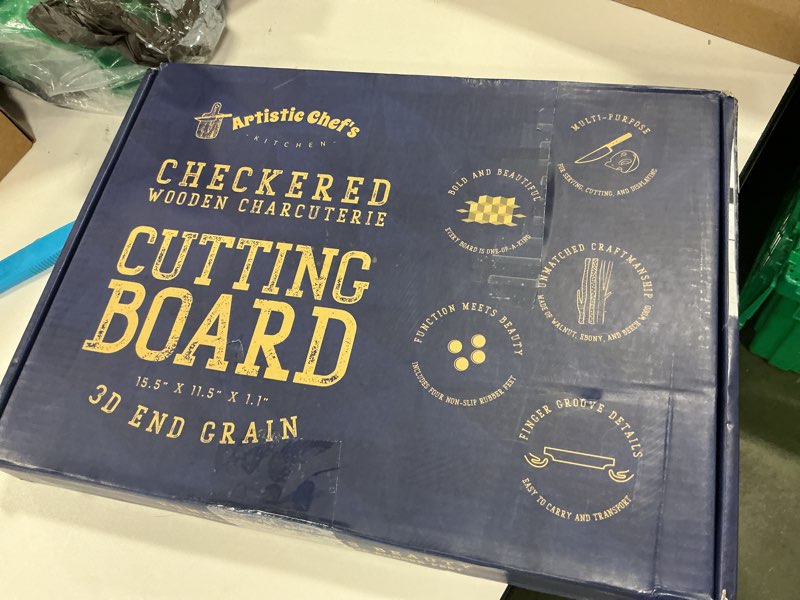 Artistic Chef's
-KITCHEN-
CHECKERED
WOODEN CHARCUTERIE
CUTTING
BOARD
15.5" X 11.5" X 1.1"
3D END GRAIN
MULTI-PURPOSE
FOR SERVING, CUTTING, AND DISPLAYING
BOLD AND BEAUTIFUL
EVERY BOARD IS ONE-OF-A-KIND
UNMATCHED CRAFTMANSHIP
MADE OF WALNUT, EBONY, AND BEECH WOOD
FUNCTION MEETS BEAUTY
INCLUDES FOUR NON-SLIP RUBBER FEET
FINGER GROOVE DETAILS
EASY TO CARRY AND TRANSPORT
BEAUTY